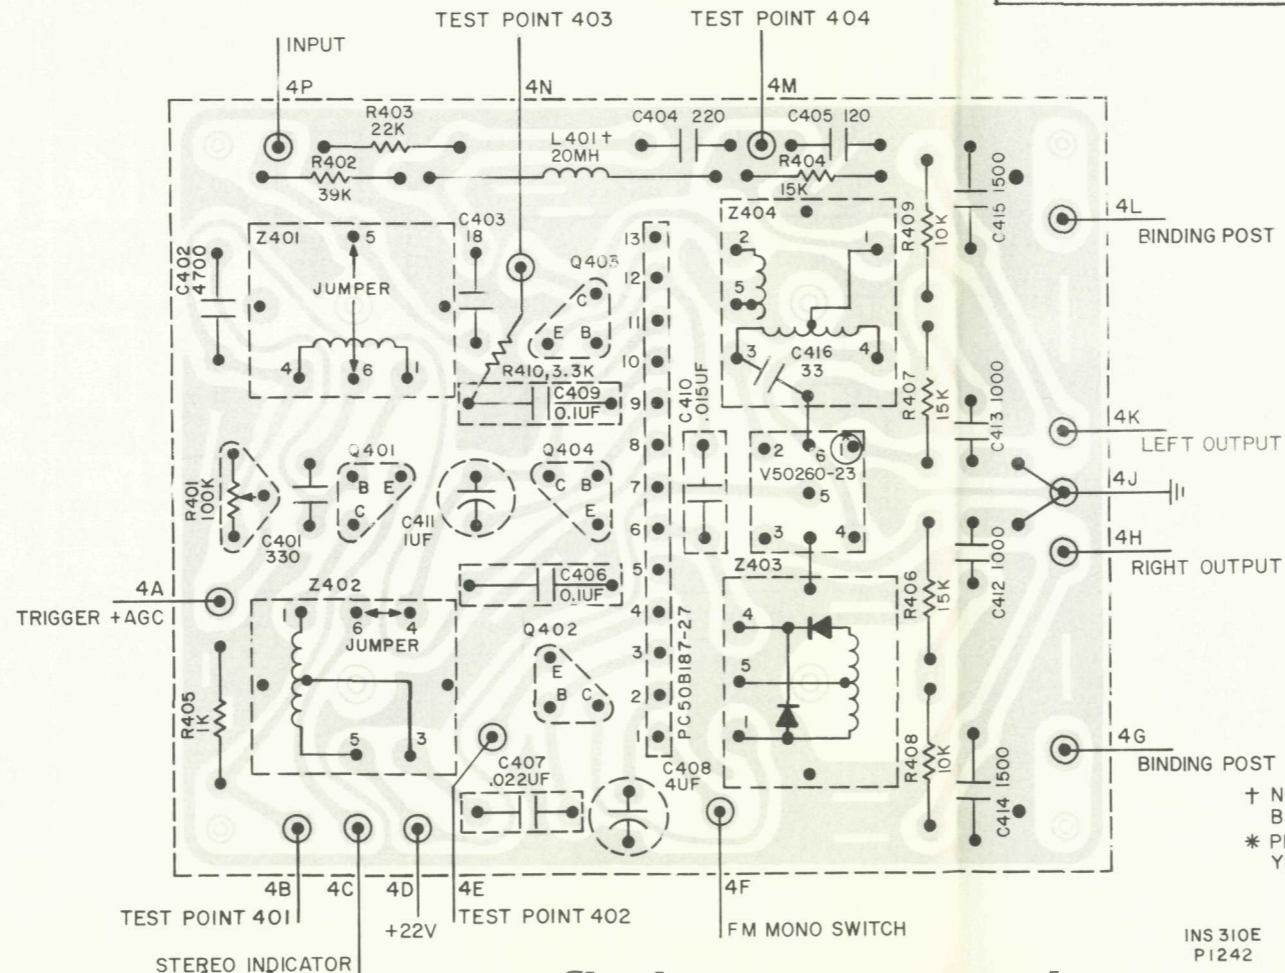 TEST POINT 403
TEST POINT 404
INPUT
4P
4N
4M
R403
22K
L401†
20MH
C404 220
C405 120
R402
39K
R404
15K
C415 1500
R409
10K
4L
BINDING POST
C402
4700
Z401
5
JUMPER
4
6
1
C403
18
Q403
C
E
B
13
12
11
10
9
8
7
6
5
4
3
2
1
PC50B187-27
Z404
2
1
5
3
4
C416
33
R410, 3.3K
C409
0.1UF
C410
.015UF
R407
15K
C413 1000
4K
LEFT OUTPUT
R401
100K
C401
330
Q401
B
E
C
C411
1UF
Q404
C
B
E
2
6
1
V50260-23
5
3
4
4J
4H
RIGHT OUTPUT
4A
TRIGGER +AGC
Z402
1
6
4
JUMPER
5
3
C406
0.1UF
Q402
E
B
C
Z403
4
5
1
R406
15K
C412 1000
R405
1K
C407
.022UF
C408
4UF
R408
10K
C414 1500
4G
BINDING POST
† N
B
* P
Y
4B
4C
4D
4E
4F
TEST POINT 401
+22V
TEST POINT 402
FM MONO SWITCH
STEREO INDICATOR
INS 310E
P1242